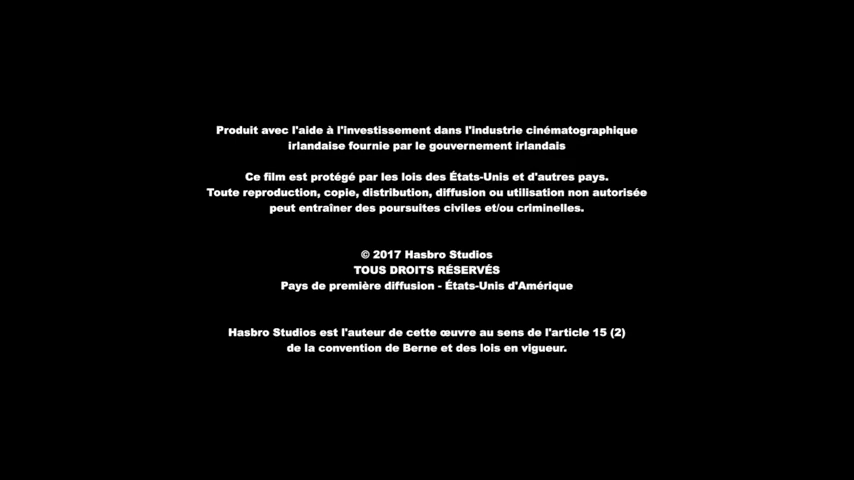 Produit avec l'aide à l'investissement dans l'industrie cinématographique
irlandaise fournie par le gouvernement irlandais
Ce film est protégé par les lois des États-Unis et d'autres pays.
Toute reproduction, copie, distribution, diffusion ou utilisation non autorisée
peut entraîner des poursuites civiles et/ou criminelles.
© 2017 Hasbro Studios
TOUS DROITS RÉSERVÉS
Pays de première diffusion - États-Unis d'Amérique
Hasbro Studios est l'auteur de cette œuvre au sens de l'article 15 (2)
de la convention de Berne et des lois en vigueur.